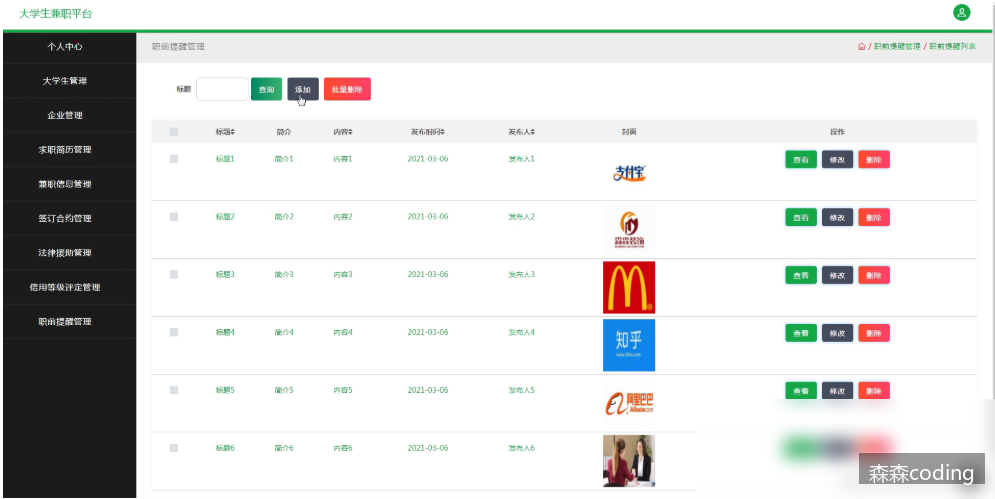 大学生兼职平台
个人中心
大学生管理
企业管理
求职简历管理
兼职信息管理
签订合约管理
法律援助管理
信用等级评定管理
职前提醒管理
职前提醒管理
/ 职前提醒管理 / 职前提醒列表
标题 查询 添加 批量删除
标题 简介 内容 发布时间 发布人 封面 操作
标题1 简介1 内容1 2021-03-06 发布人1 支付宝 查看 修改 删除
标题2 简介2 内容2 2021-03-06 发布人2 查看 修改 删除
标题3 简介3 内容3 2021-03-06 发布人3 查看 修改 删除
标题4 简介4 内容4 2021-03-06 发布人4 知乎 查看 修改 删除
标题5 简介5 内容5 2021-03-06 发布人5 阿里巴巴 Alibaba.com 查看 修改 删除
标题6 简介6 内容6 2021-03-06 发布人6
森森coding